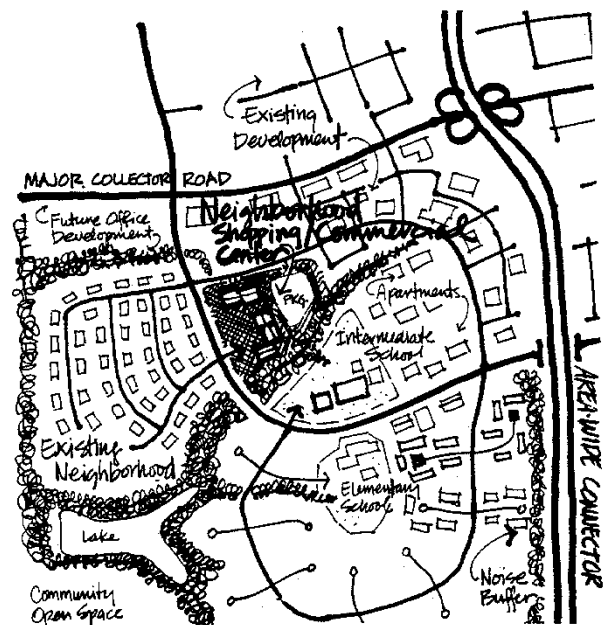 Existing
Development
MAJOR COLLECTOR ROAD
Future Office
Development
Neighborhood
Shopping/Commercial
Center
PKG.
Apartments
Intermediate
School
AREA-WIDE CONNECTOR
Existing
Neighborhood
Elementary
School
Lake
Noise
Buffer
Community
Open Space